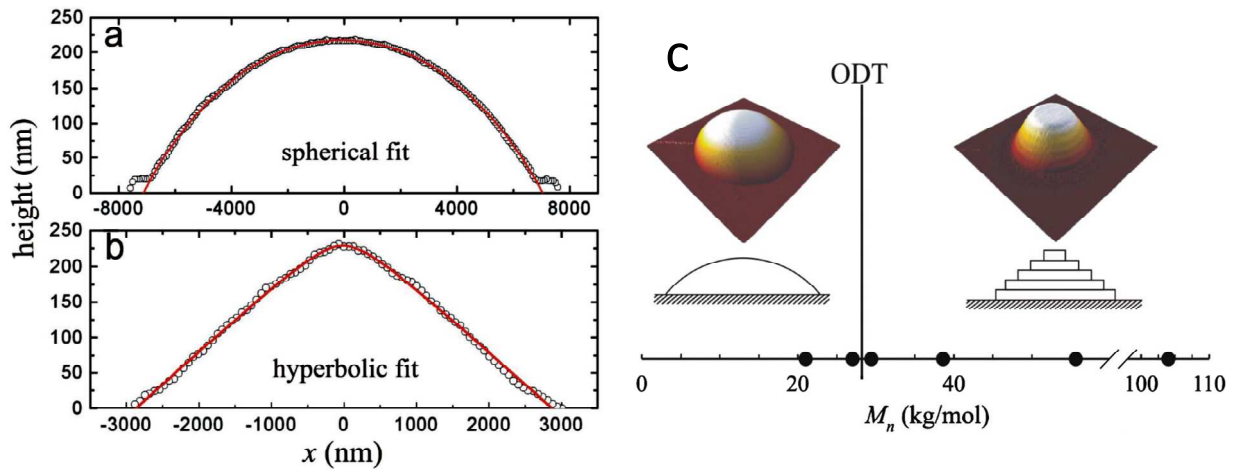 a
250
200
150
100
50
0
spherical fit
-8000 -4000 0 4000 8000
height (nm)
b
250
200
150
100
50
0
hyperbolic fit
-3000 -2000 -1000 0 1000 2000 3000
x (nm)
c
ODT
0 20 40 100 110
Mₙ (kg/mol)